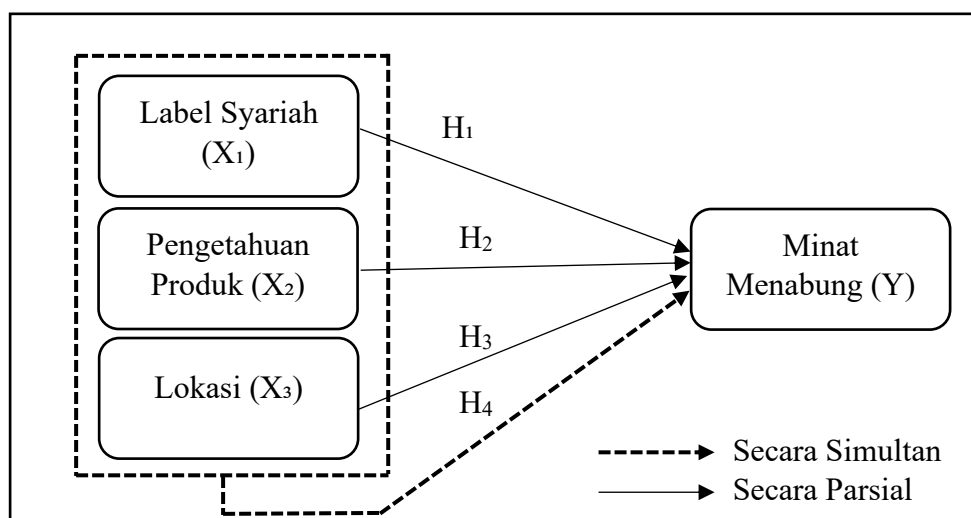 Label Syariah
(X₁)
H₁
Pengetahuan
Produk (X₂)
H₂
Minat
Menabung (Y)
Lokasi (X₃)
H₃
H₄
Secara Simultan
Secara Parsial